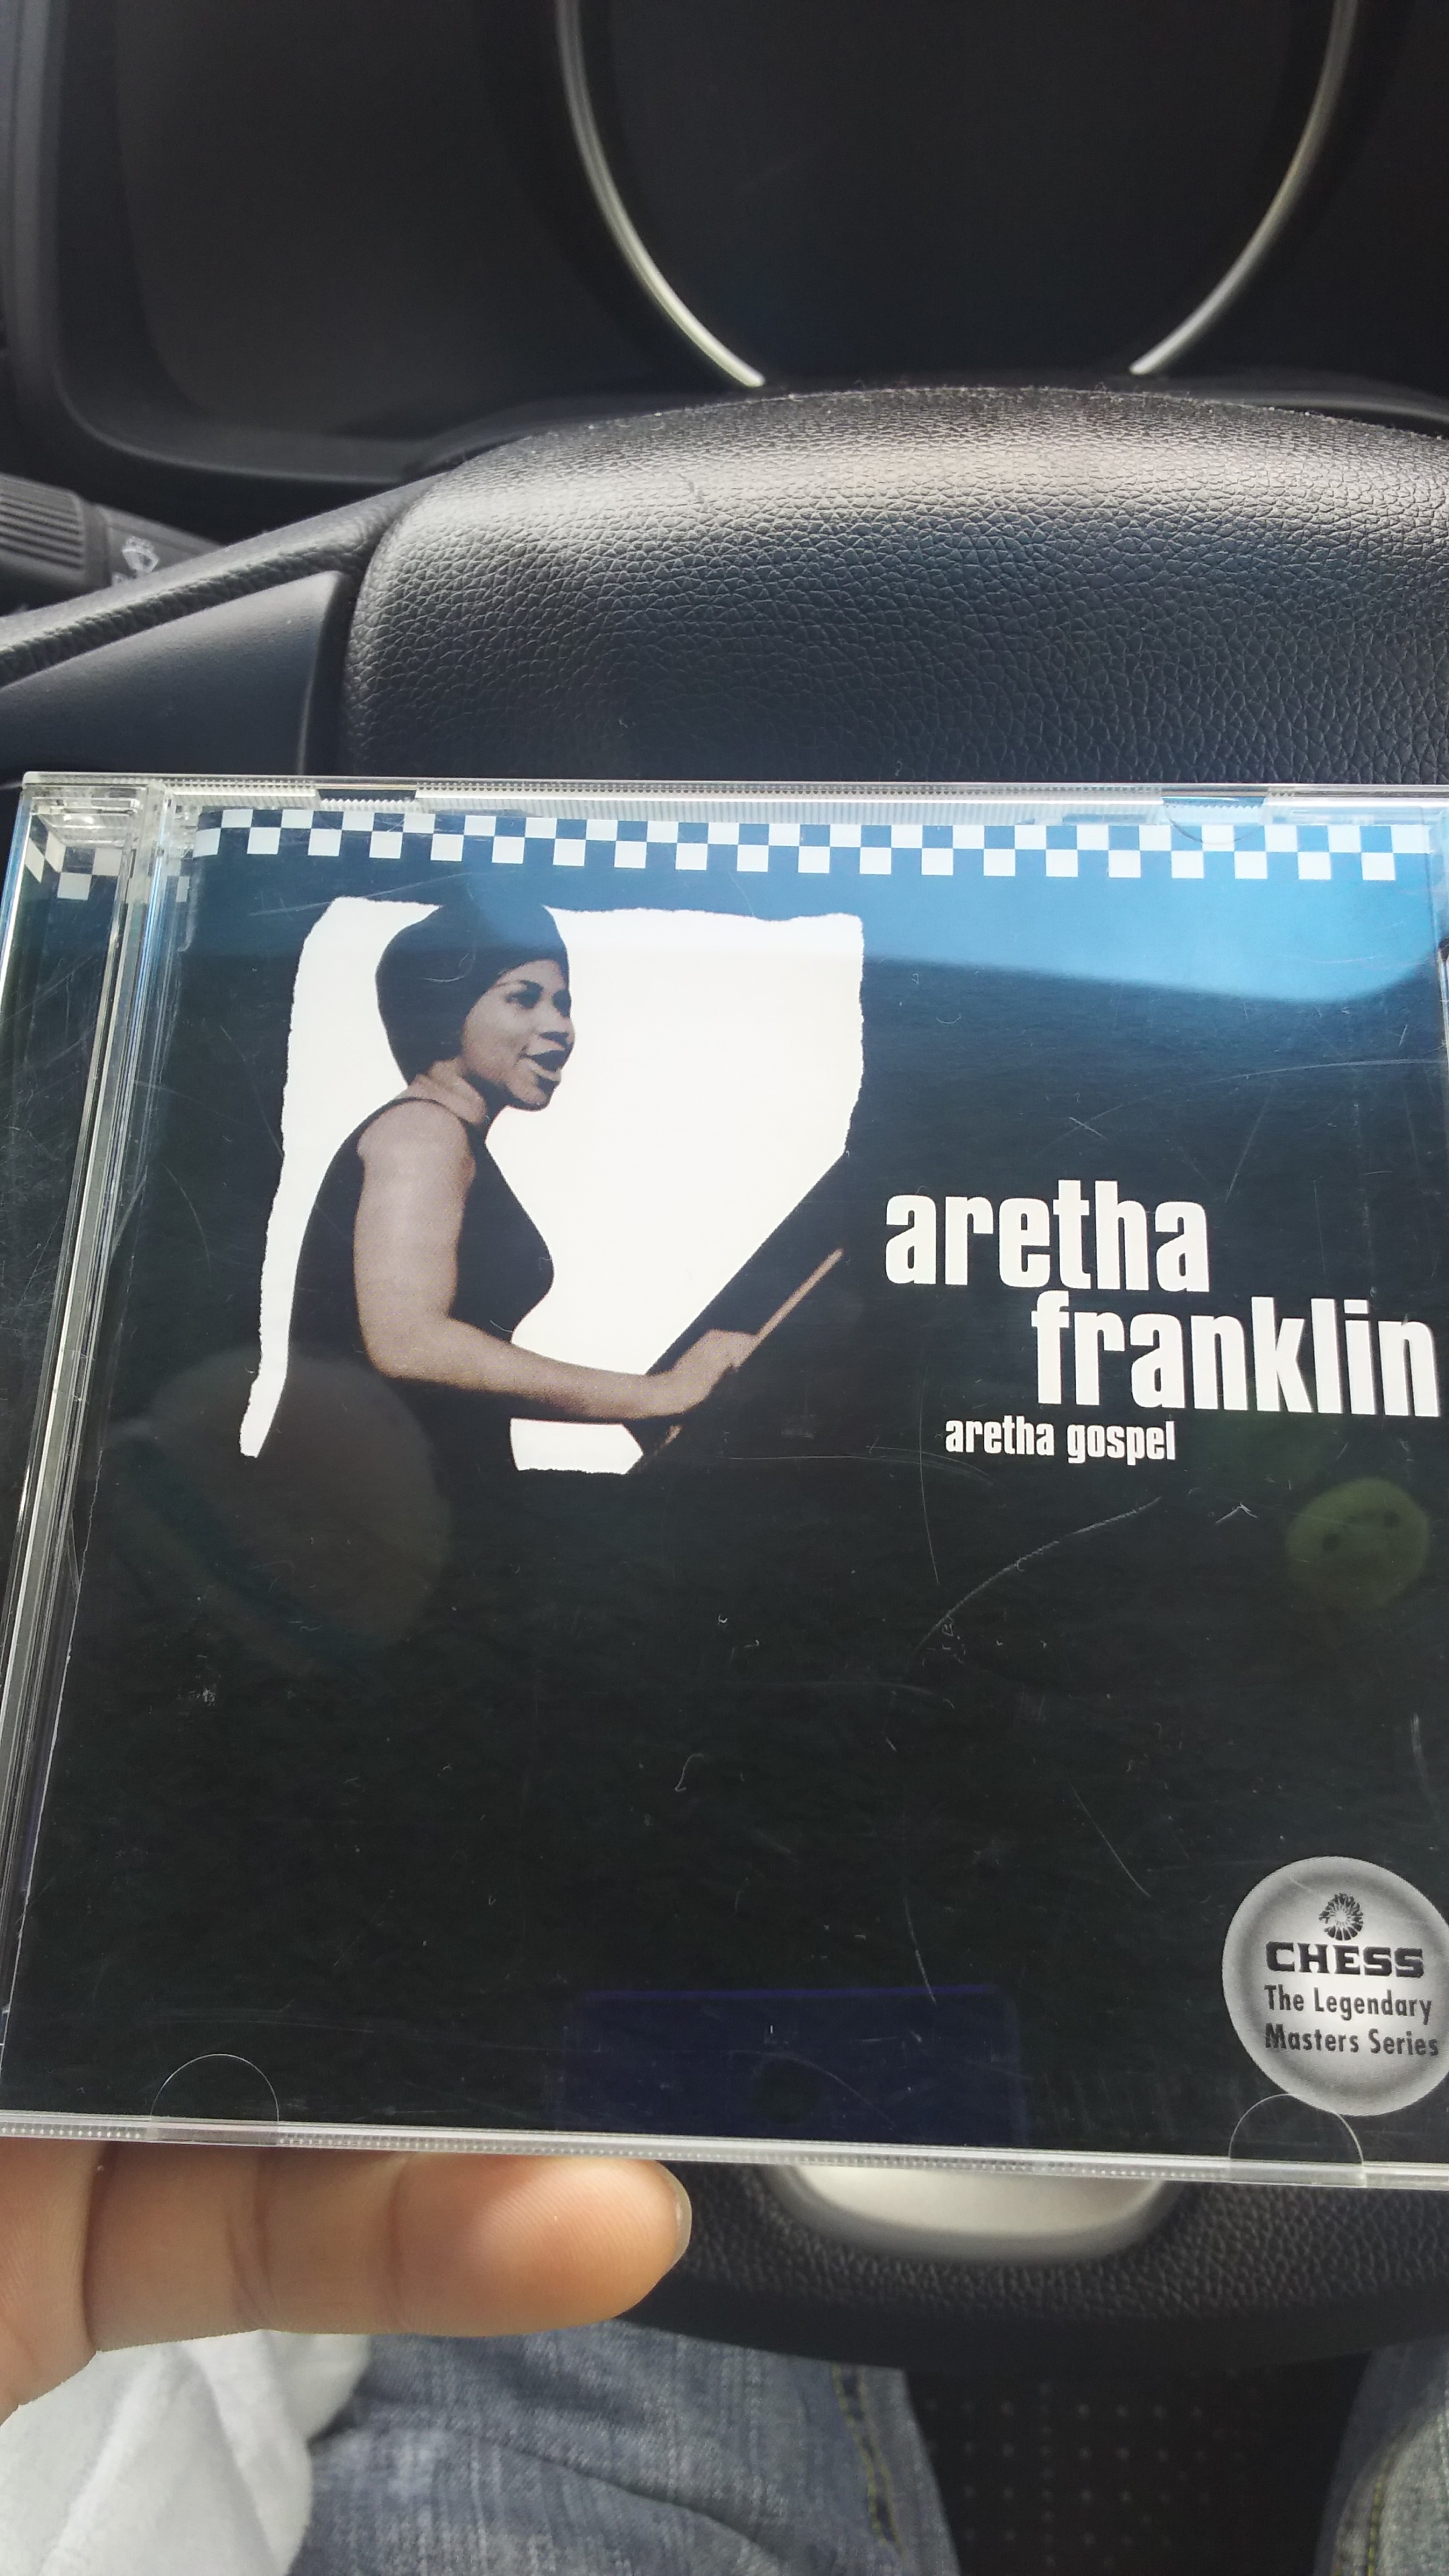 aretha
franklin
aretha gospel
CHESS
The Legendary
Masters Series